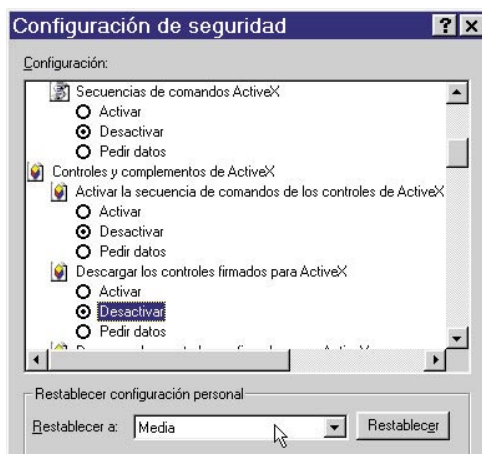 Configuración de seguridad
Configuración:
Secuencias de comandos ActiveX
Activar
Desactivar
Pedir datos
Controles y complementos de ActiveX
Activar la secuencia de comandos de los controles de ActiveX
Activar
Desactivar
Pedir datos
Descargar los controles firmados para ActiveX
Activar
Desactivar
Pedir datos
Restablecer configuración personal
Restablecer a: Media Restablecer